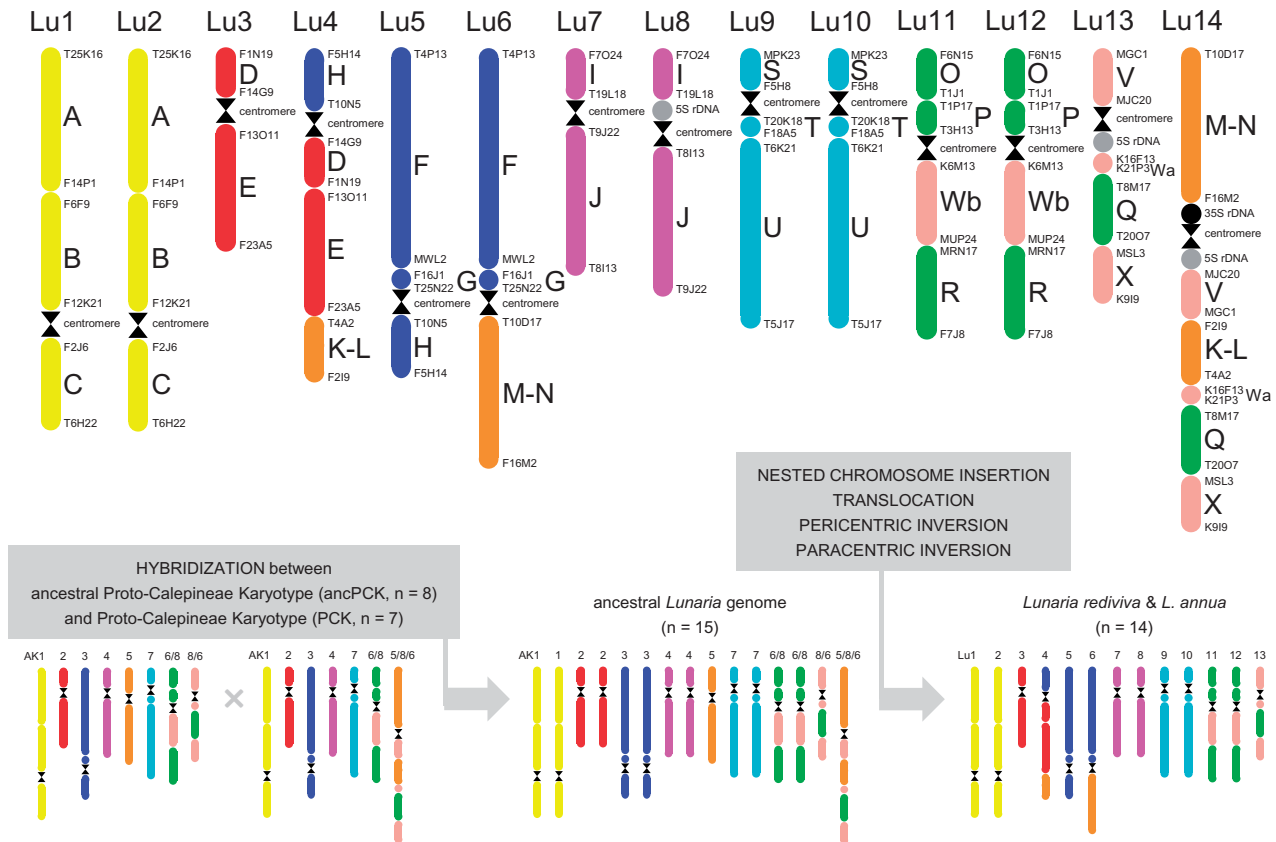 Lu1 Lu2 Lu3 Lu4 Lu5 Lu6 Lu7 Lu8 Lu9 Lu10 Lu11 Lu12 Lu13 Lu14
T25K16
A
F14P1
F6F9
B
F12K21
centromere
F2J6
C
T6H22
T25K16
A
F14P1
F6F9
B
F12K21
centromere
F2J6
C
T6H22
F1N19
D
F14G9
centromere
F13O11
E
F23A5
F5H14
H
T10N5
centromere
F14G9
D
F1N19
F13O11
E
F23A5
T4A2
K-L
F2I9
T4P13
F
MWL2
F16J1
G
T25N22
centromere
T10N5
H
F5H14
T4P13
F
MWL2
F16J1
G
T25N22
centromere
T10D17
M-N
F16M2
F7O24
I
T19L18
centromere
T9J22
J
T8I13
F7O24
I
T19L18
5S rDNA
centromere
T8I13
J
T9J22
MPK23
S
F5H8
centromere
T20K18
T
F18A5
T6K21
U
T5J17
MPK23
S
F5H8
centromere
T20K18
T
F18A5
T6K21
U
T5J17
F6N15
O
T1J1
T1P17
P
T3H13
centromere
K6M13
Wb
MUP24
MRN17
R
F7J8
F6N15
O
T1J1
T1P17
P
T3H13
centromere
K6M13
Wb
MUP24
MRN17
R
F7J8
MGC1
V
MJC20
centromere
5S rDNA
K16F13
K21P3 Wa
T8M17
Q
T20O7
MSL3
X
K9I9
T10D17
M-N
F16M2
35S rDNA
centromere
5S rDNA
MJC20
V
MGC1
F2I9
K-L
T4A2
K16F13
K21P3 Wa
T8M17
Q
T20O7
MSL3
X
K9I9
NESTED CHROMOSOME INSERTION
TRANSLOCATION
PERICENTRIC INVERSION
PARACENTRIC INVERSION
HYBRIDIZATION between
ancestral Proto-Calepineae Karyotype (ancPCK, n = 8)
and Proto-Calepineae Karyotype (PCK, n = 7)
ancestral Lunaria genome
(n = 15)
Lunaria rediviva & L. annua
(n = 14)
AK1 2 3 4 5 7 6/8 8/6
×
AK1 2 3 4 7 6/8 5/8/6
AK1 1 2 2 3 3 4 4 5 7 7 6/8 6/8 8/6 5/8/6
Lu1 2 3 4 5 6 7 8 9 10 11 12 13